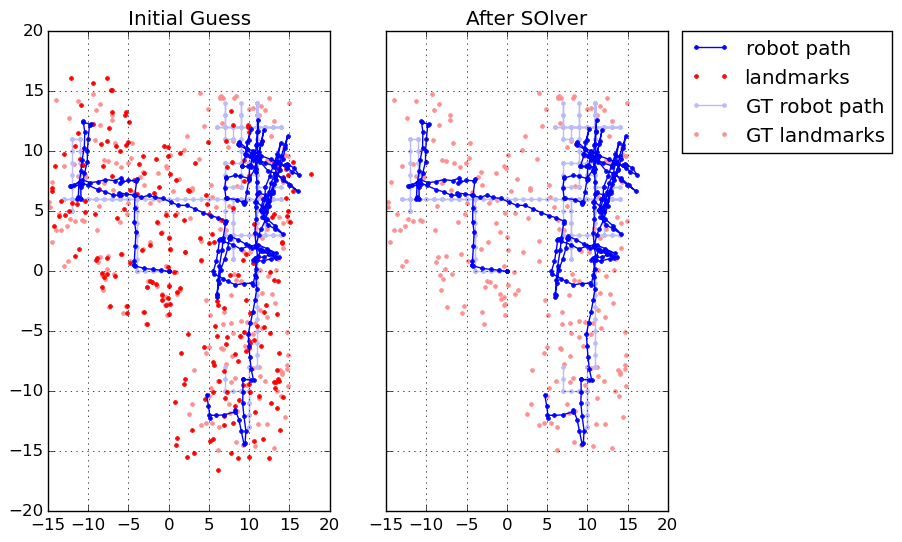 Initial Guess
After SOlver
20
15
10
5
0
−5
−10
−15
−20
−15 −10 −5 0 5 10 15 20
−15 −10 −5 0 5 10 15 20
robot path
landmarks
GT robot path
GT landmarks